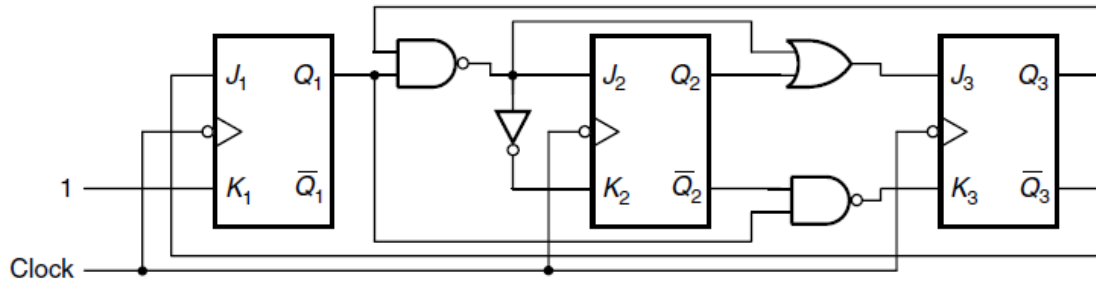 J₁ Q₁ J₂ Q₂ J₃ Q₃
1 K₁ Q̅₁ K₂ Q̅₂ K₃ Q̅₃
Clock